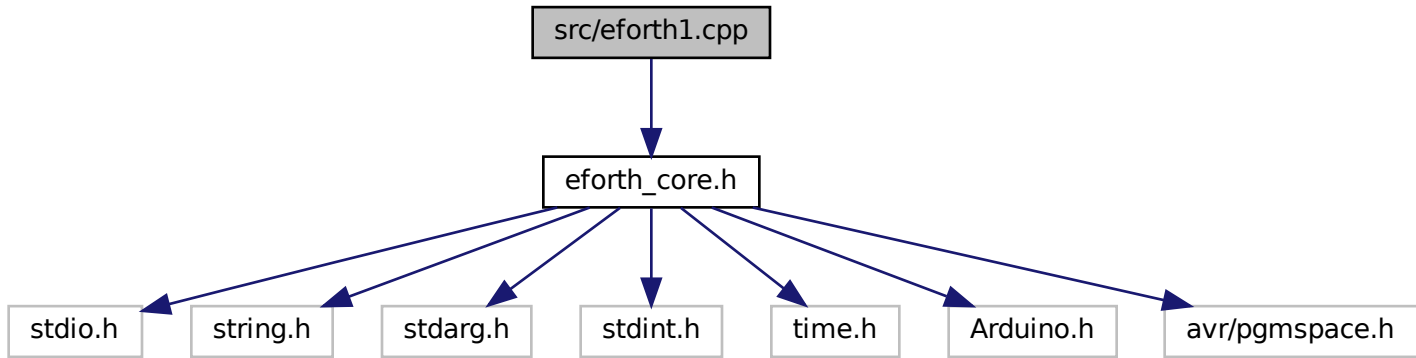 src/eforth1.cpp
eforth_core.h
stdio.h
string.h
stdarg.h
stdint.h
time.h
Arduino.h
avr/pgmspace.h